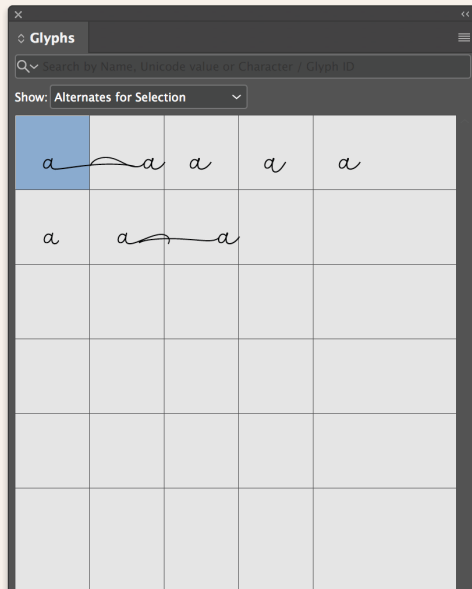 Glyphs
Search by Name, Unicode value or Character / Glyph ID
Show: Alternates for Selection
a a a a a
a a a